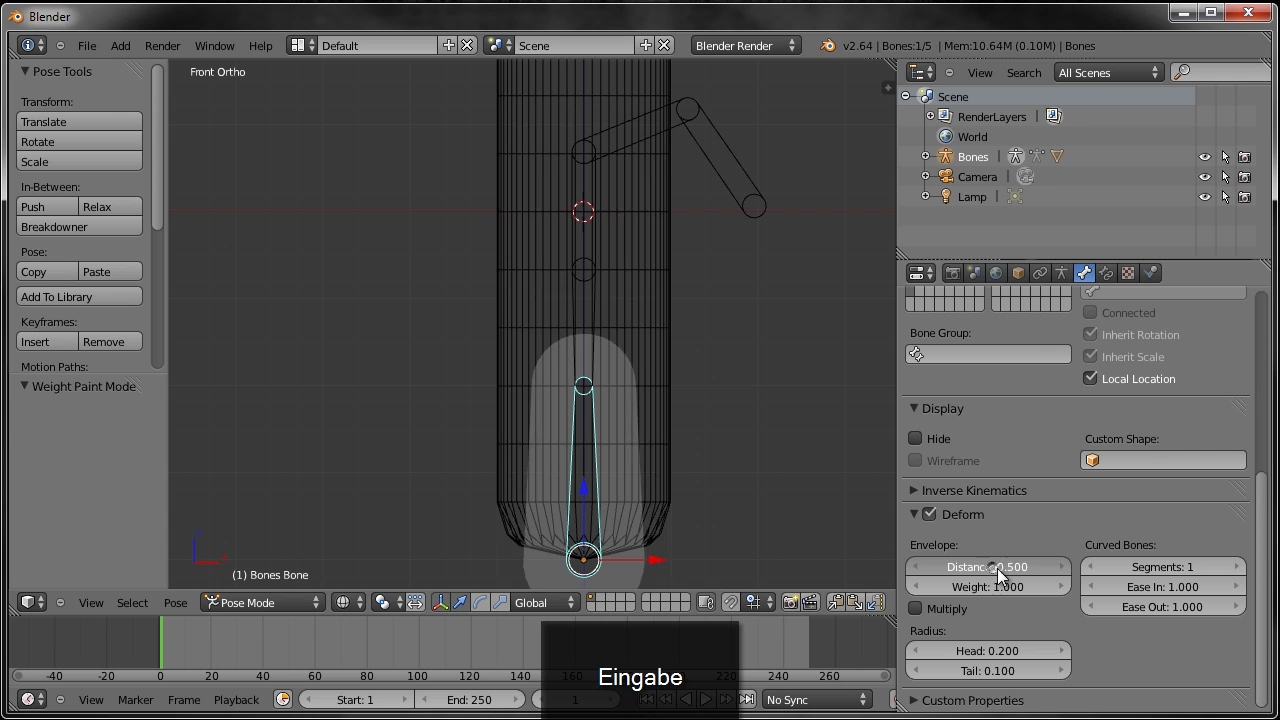 Blender
File Add Render Window Help Default Scene Blender Render v2.64 | Bones:1/5 | Mem:10.64M (0.10M) | Bones
Pose Tools
Transform:
Translate
Rotate
Scale
In-Between:
Push Relax
Breakdowner
Pose:
Copy Paste
Add To Library
Keyframes:
Insert Remove
Motion Paths:
Weight Paint Mode
Front Ortho
(1) Bones Bone
View Select Pose Pose Mode Global
View Search All Scenes
Scene
RenderLayers
World
Bones
Camera
Lamp
Connected
Bone Group: Inherit Rotation
Inherit Scale
Local Location
Display
Hide Custom Shape:
Wireframe
Inverse Kinematics
Deform
Envelope: Curved Bones:
0.500 Segments: 1
Weight: 1.000 Ease In: 1.000
Multiply Ease Out: 1.000
Radius:
Head: 0.200
Tail: 0.100
Custom Properties
-40 -20 0 20 40 60 80 100 120 140 200 220 240 260
Eingabe
View Marker Frame Playback Start: 1 End: 250 1 No Sync